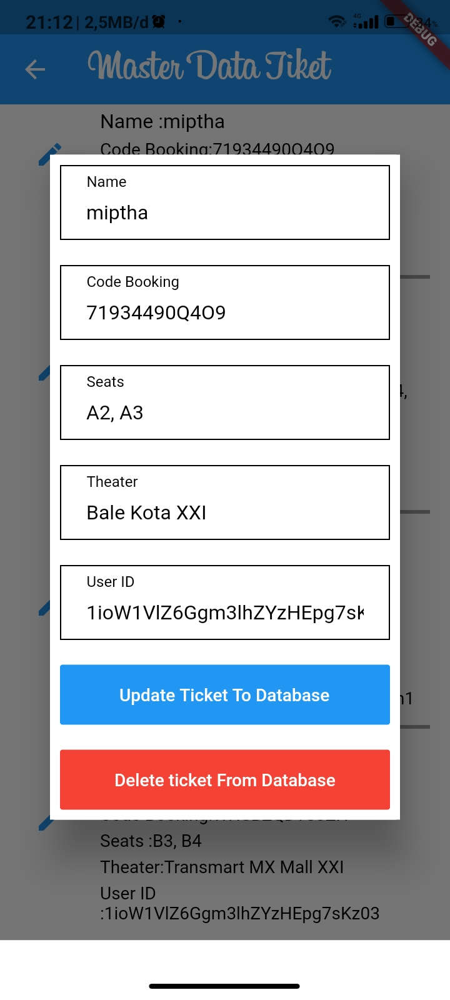 21:12 | 2,5MB/d
4G
34%
DEBUG
Master Data Tiket
Name :miptha
Code Booking:71934490Q4O9
Name
miptha
Code Booking
71934490Q4O9
Seats
A2, A3
4,
Theater
Bale Kota XXI
User ID
1ioW1VlZ6Ggm3lhZYzHEpg7sK
Update Ticket To Database
Delete ticket From Database
Seats :B3, B4
Theater:Transmart MX Mall XXI
User ID
:1ioW1VlZ6Ggm3lhZYzHEpg7sKz03